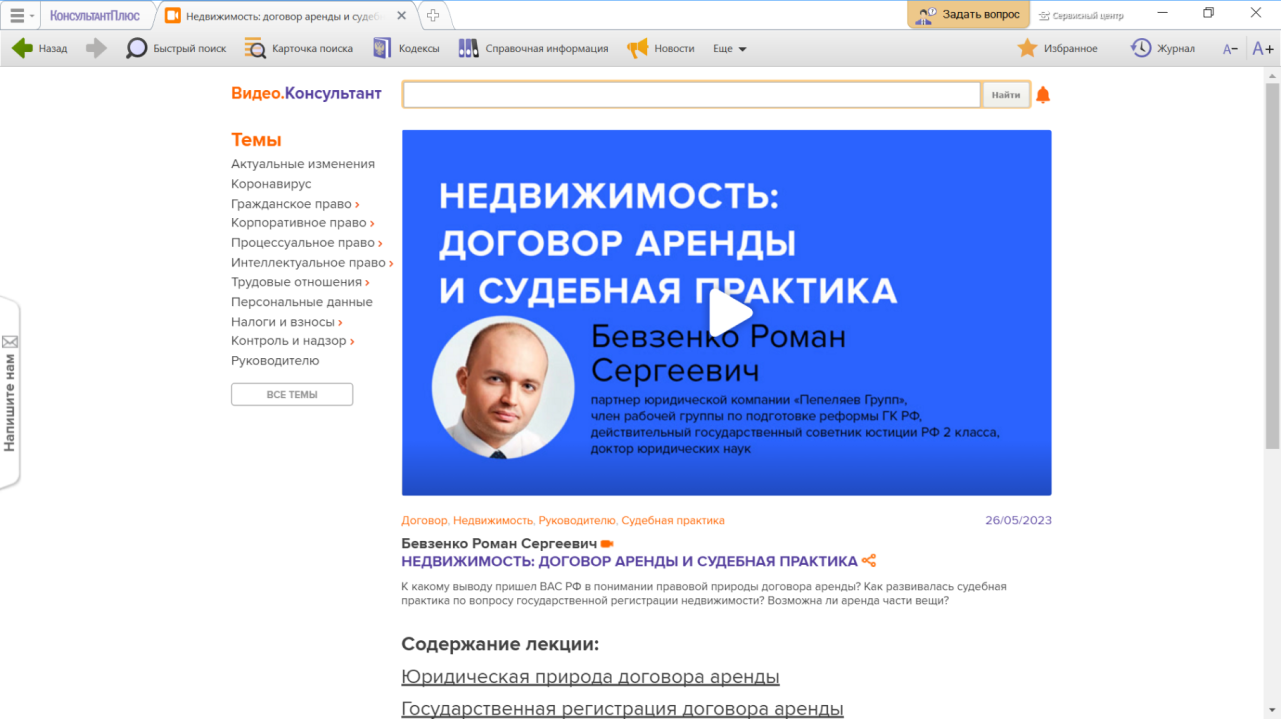 КонсультантПлюс
Недвижимость: договор аренды и судеб
Задать вопрос
Сервисный центр
Назад
Быстрый поиск
Карточка поиска
Кодексы
Справочная информация
Новости
Еще
Избранное
Журнал
А−
А+
Видео.Консультант
Найти
Темы
Актуальные изменения
Коронавирус
Гражданское право
Корпоративное право
Процессуальное право
Интеллектуальное право
Трудовые отношения
Персональные данные
Налоги и взносы
Контроль и надзор
Руководителю
ВСЕ ТЕМЫ
Напишите нам
НЕДВИЖИМОСТЬ:
ДОГОВОР АРЕНДЫ
И СУДЕБНАЯ ПРАКТИКА
Бевзенко Роман
Сергеевич
партнер юридической компании «Пепеляев Групп»,
член рабочей группы по подготовке реформы ГК РФ,
действительный государственный советник юстиции РФ 2 класса,
доктор юридических наук
Договор, Недвижимость, Руководителю, Судебная практика
26/05/2023
Бевзенко Роман Сергеевич
НЕДВИЖИМОСТЬ: ДОГОВОР АРЕНДЫ И СУДЕБНАЯ ПРАКТИКА
К какому выводу пришел ВАС РФ в понимании правовой природы договора аренды? Как развивалась судебная
практика по вопросу государственной регистрации недвижимости? Возможна ли аренда части вещи?
Содержание лекции:
Юридическая природа договора аренды
Государственная регистрация договора аренды